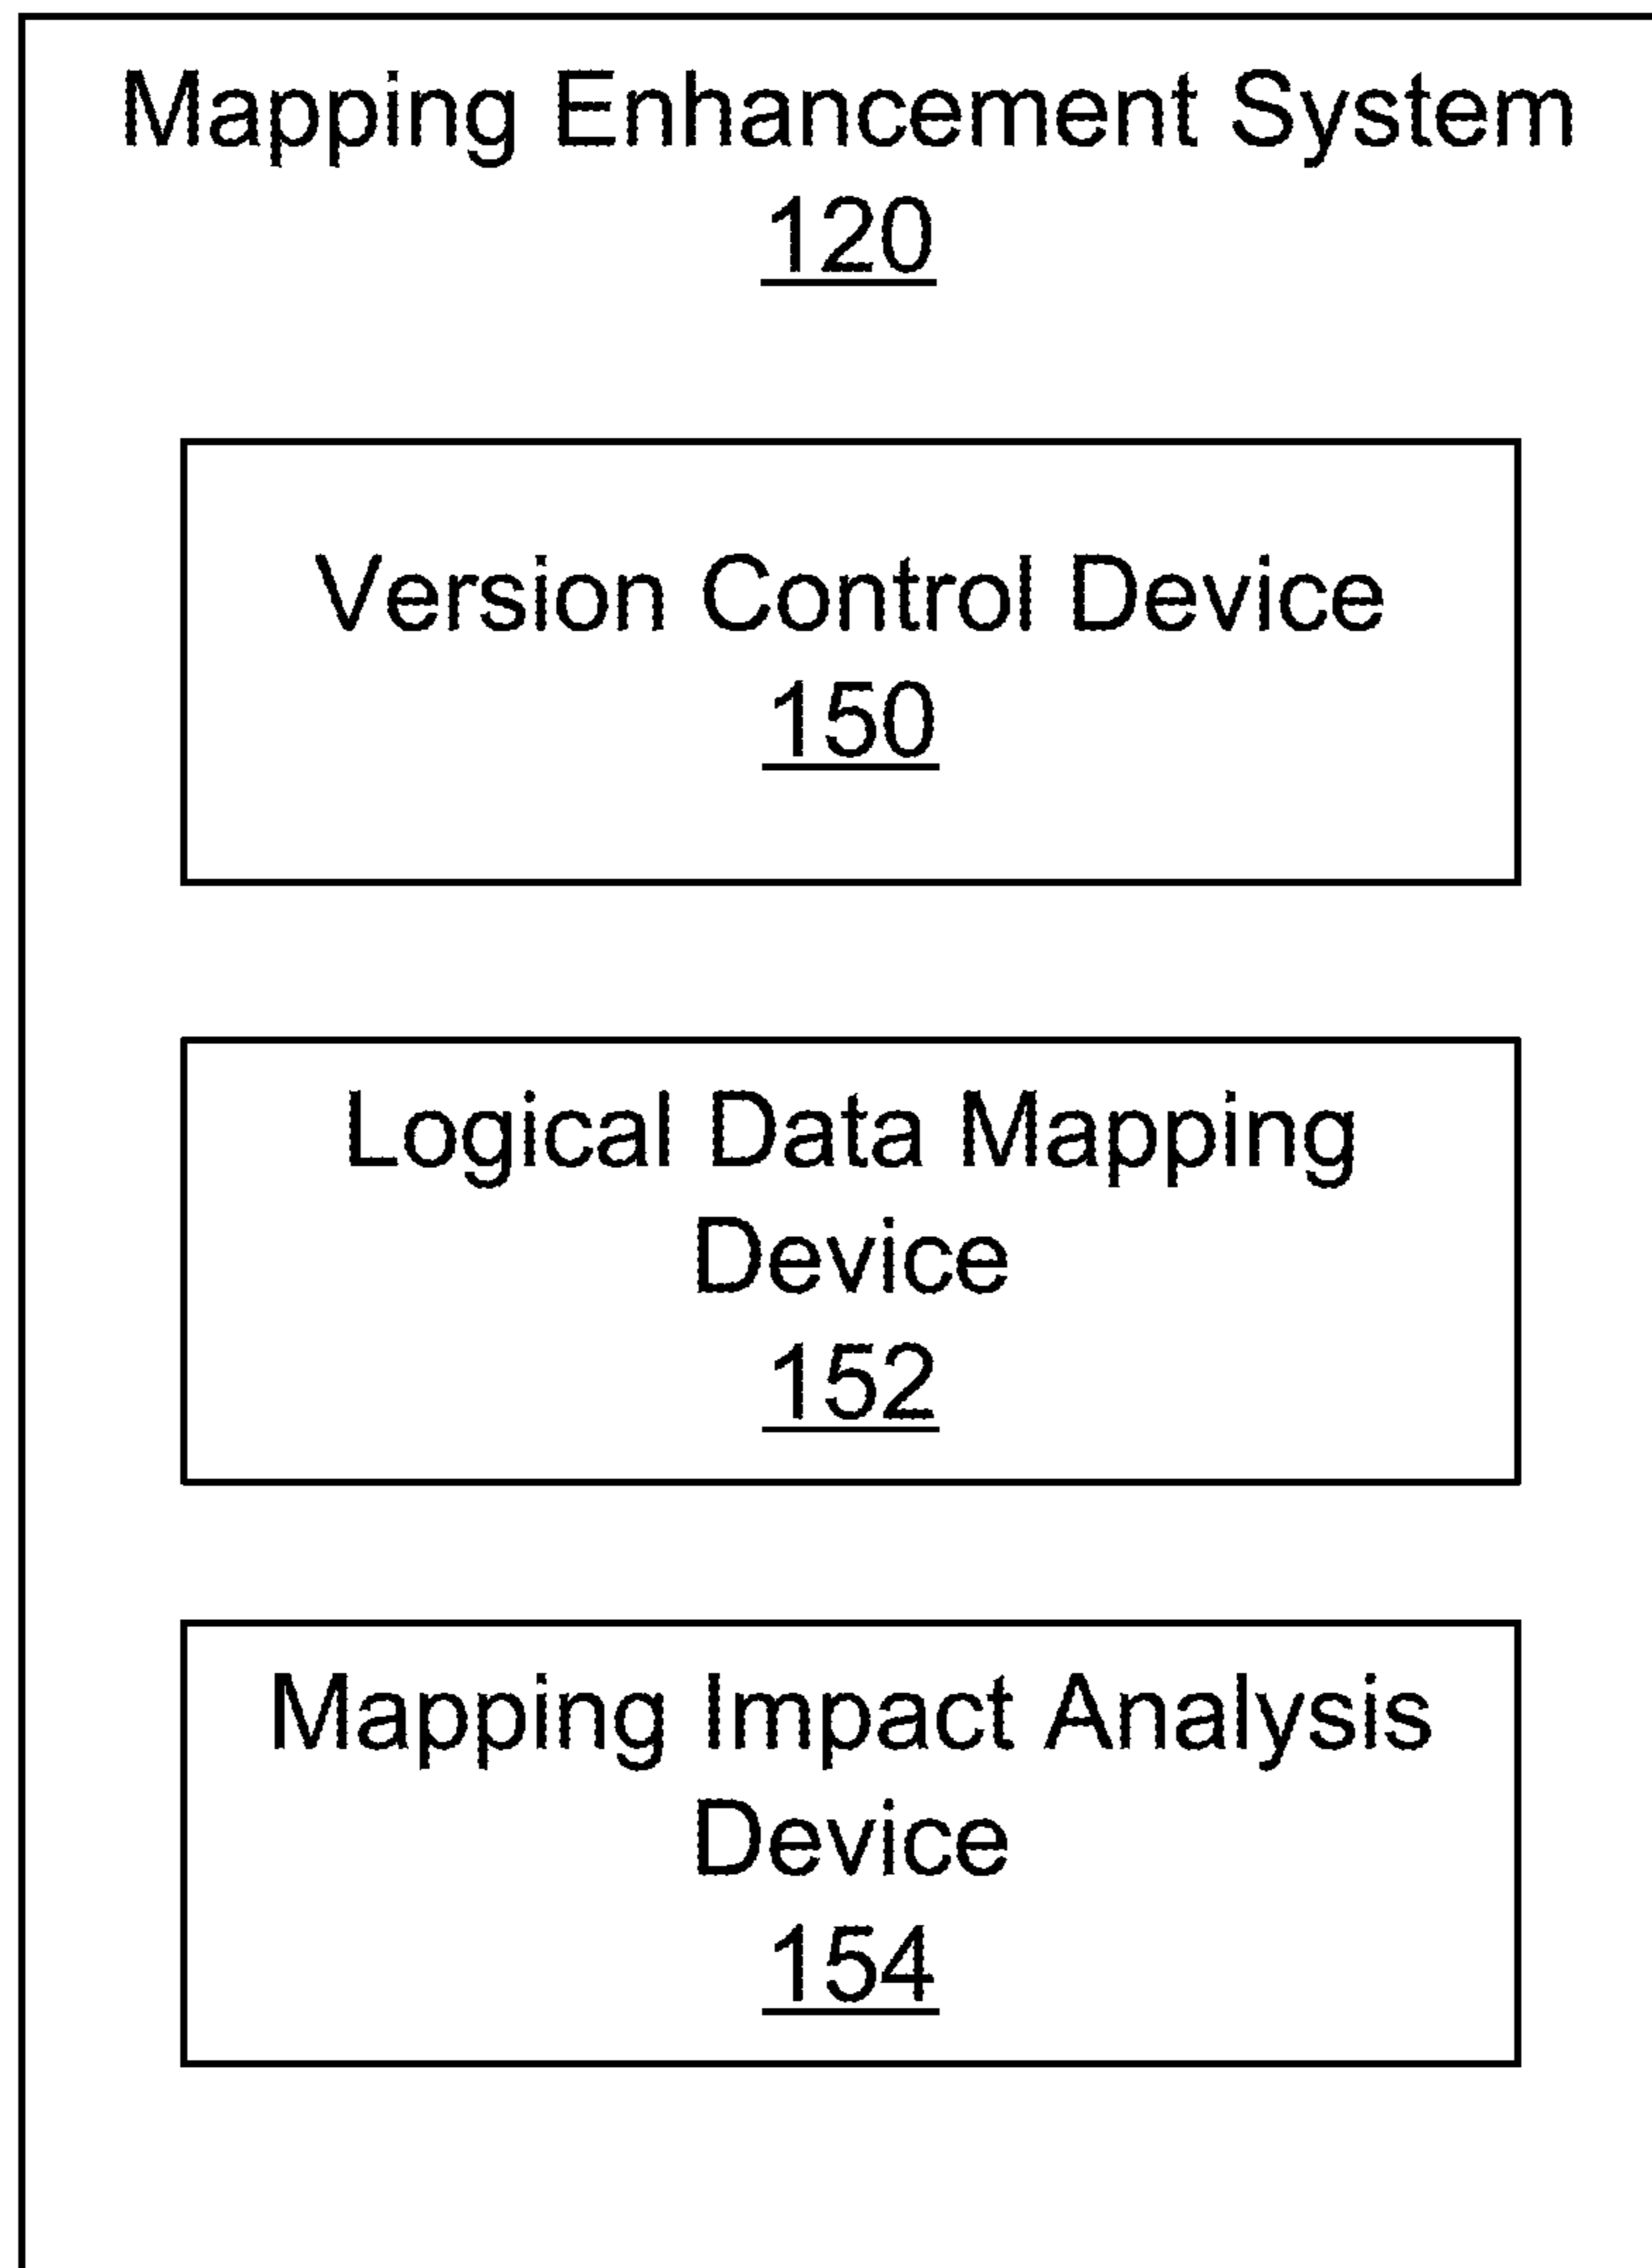 Mapping Enhancement System
120
Version Control Device
150
Logical Data Mapping
Device
152
Mapping Impact Analysis
Device
154